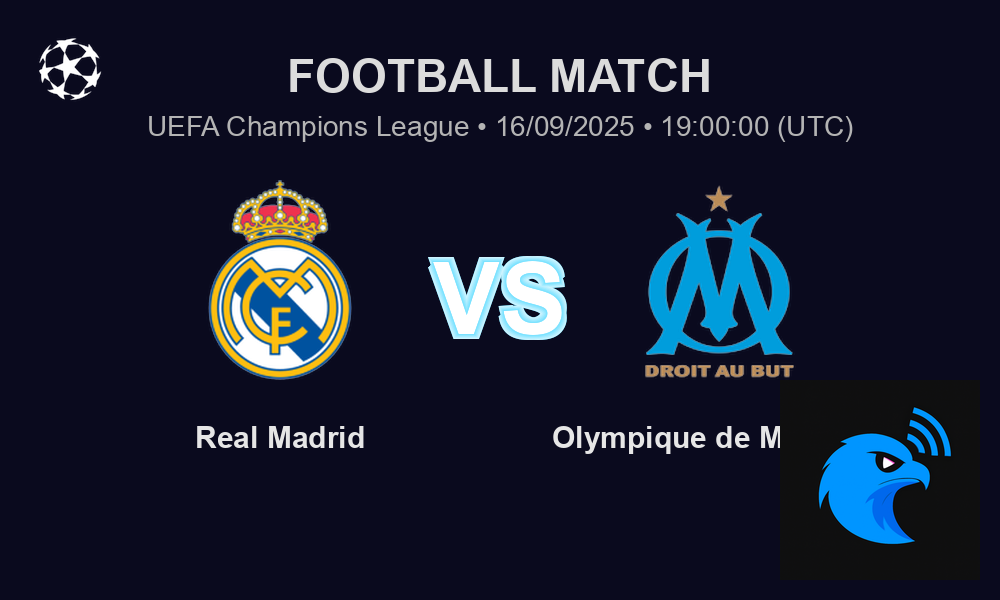 FOOTBALL MATCH
UEFA Champions League • 16/09/2025 • 19:00:00 (UTC)
VS
DROIT AU BUT
Real Madrid
Olympique de M